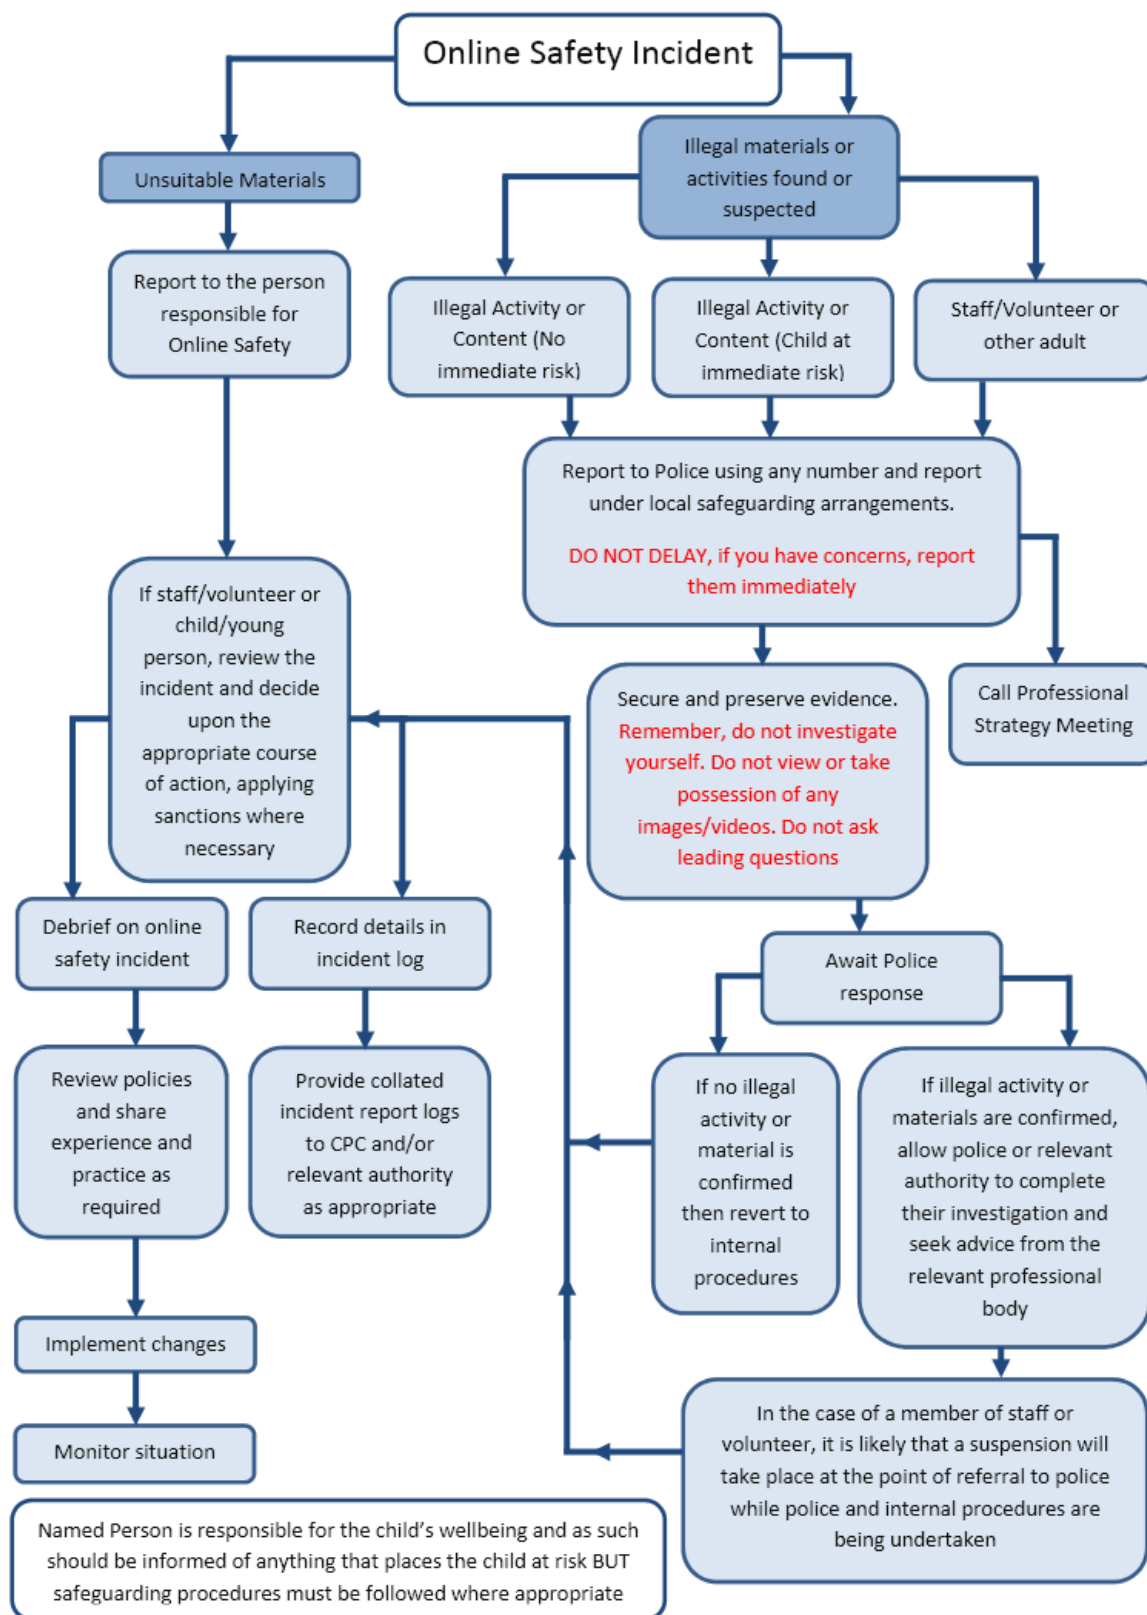 Online Safety Incident
Unsuitable Materials
Illegal materials or
activities found or
suspected
Report to the person
responsible for
Online Safety
Illegal Activity or
Content (No
immediate risk)
Illegal Activity or
Content (Child at
immediate risk)
Staff/Volunteer or
other adult
Report to Police using any number and report
under local safeguarding arrangements.
DO NOT DELAY, if you have concerns, report
them immediately
If staff/volunteer or
child/young
person, review the
incident and decide
upon the
appropriate course
of action, applying
sanctions where
necessary
Secure and preserve evidence.
Remember, do not investigate
yourself. Do not view or take
possession of any
images/videos. Do not ask
leading questions
Call Professional
Strategy Meeting
Debrief on online
safety incident
Record details in
incident log
Await Police
response
Review policies
and share
experience and
practice as
required
Provide collated
incident report logs
to CPC and/or
relevant authority
as appropriate
If no illegal
activity or
material is
confirmed
then revert to
internal
procedures
If illegal activity or
materials are confirmed,
allow police or relevant
authority to complete
their investigation and
seek advice from the
relevant professional
body
Implement changes
Monitor situation
In the case of a member of staff or
volunteer, it is likely that a suspension will
take place at the point of referral to police
while police and internal procedures are
being undertaken
Named Person is responsible for the child’s wellbeing and as such
should be informed of anything that places the child at risk BUT
safeguarding procedures must be followed where appropriate